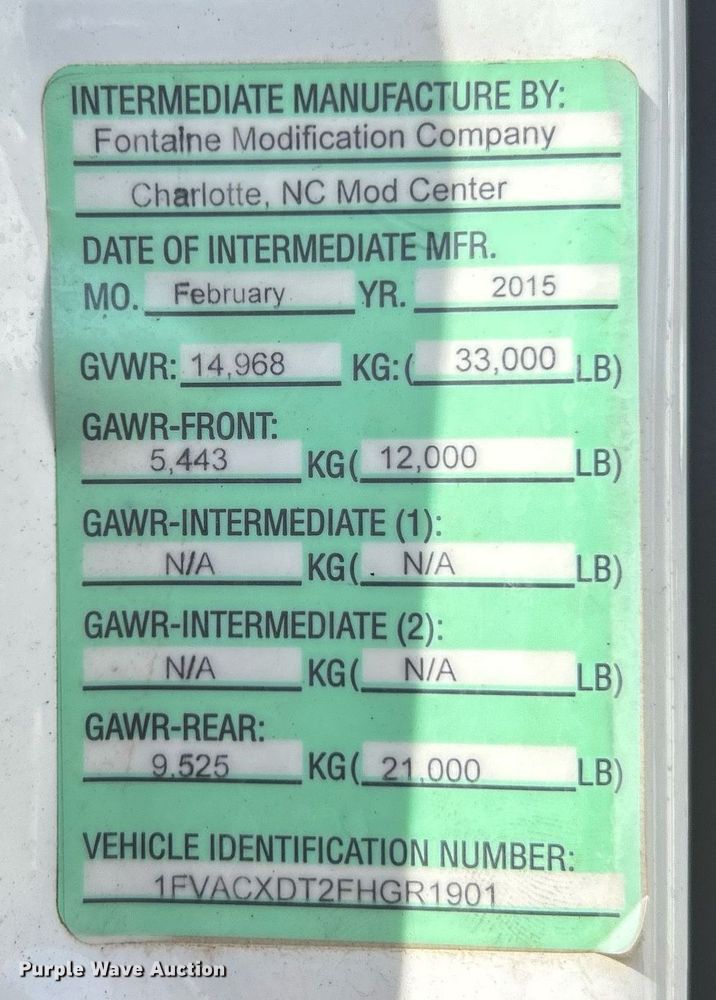 INTERMEDIATE MANUFACTURE BY:
Fontaine Modification Company
Charlotte, NC Mod Center
DATE OF INTERMEDIATE MFR.
MO. February YR. 2015
GVWR: 14,968 KG: ( 33,000 LB)
GAWR-FRONT:
5,443 KG ( 12,000 LB)
GAWR-INTERMEDIATE (1):
N/A KG ( N/A LB)
GAWR-INTERMEDIATE (2):
N/A KG ( N/A LB)
GAWR-REAR:
9,525 KG ( 21,000 LB)
VEHICLE IDENTIFICATION NUMBER:
1FVACXDT2FHGR1901
Purple Wave Auction